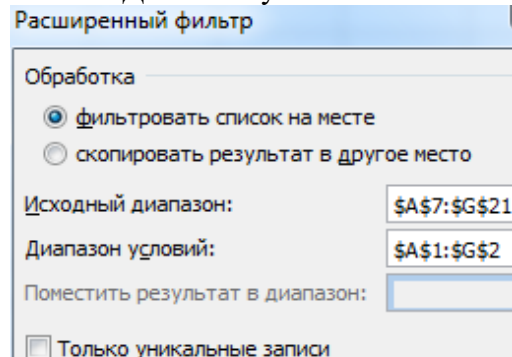 Расширенный фильтр
Обработка
фильтровать список на месте
скопировать результат в другое место
Исходный диапазон: $A$7:$G$21
Диапазон условий: $A$1:$G$2
Поместить результат в диапазон:
Только уникальные записи